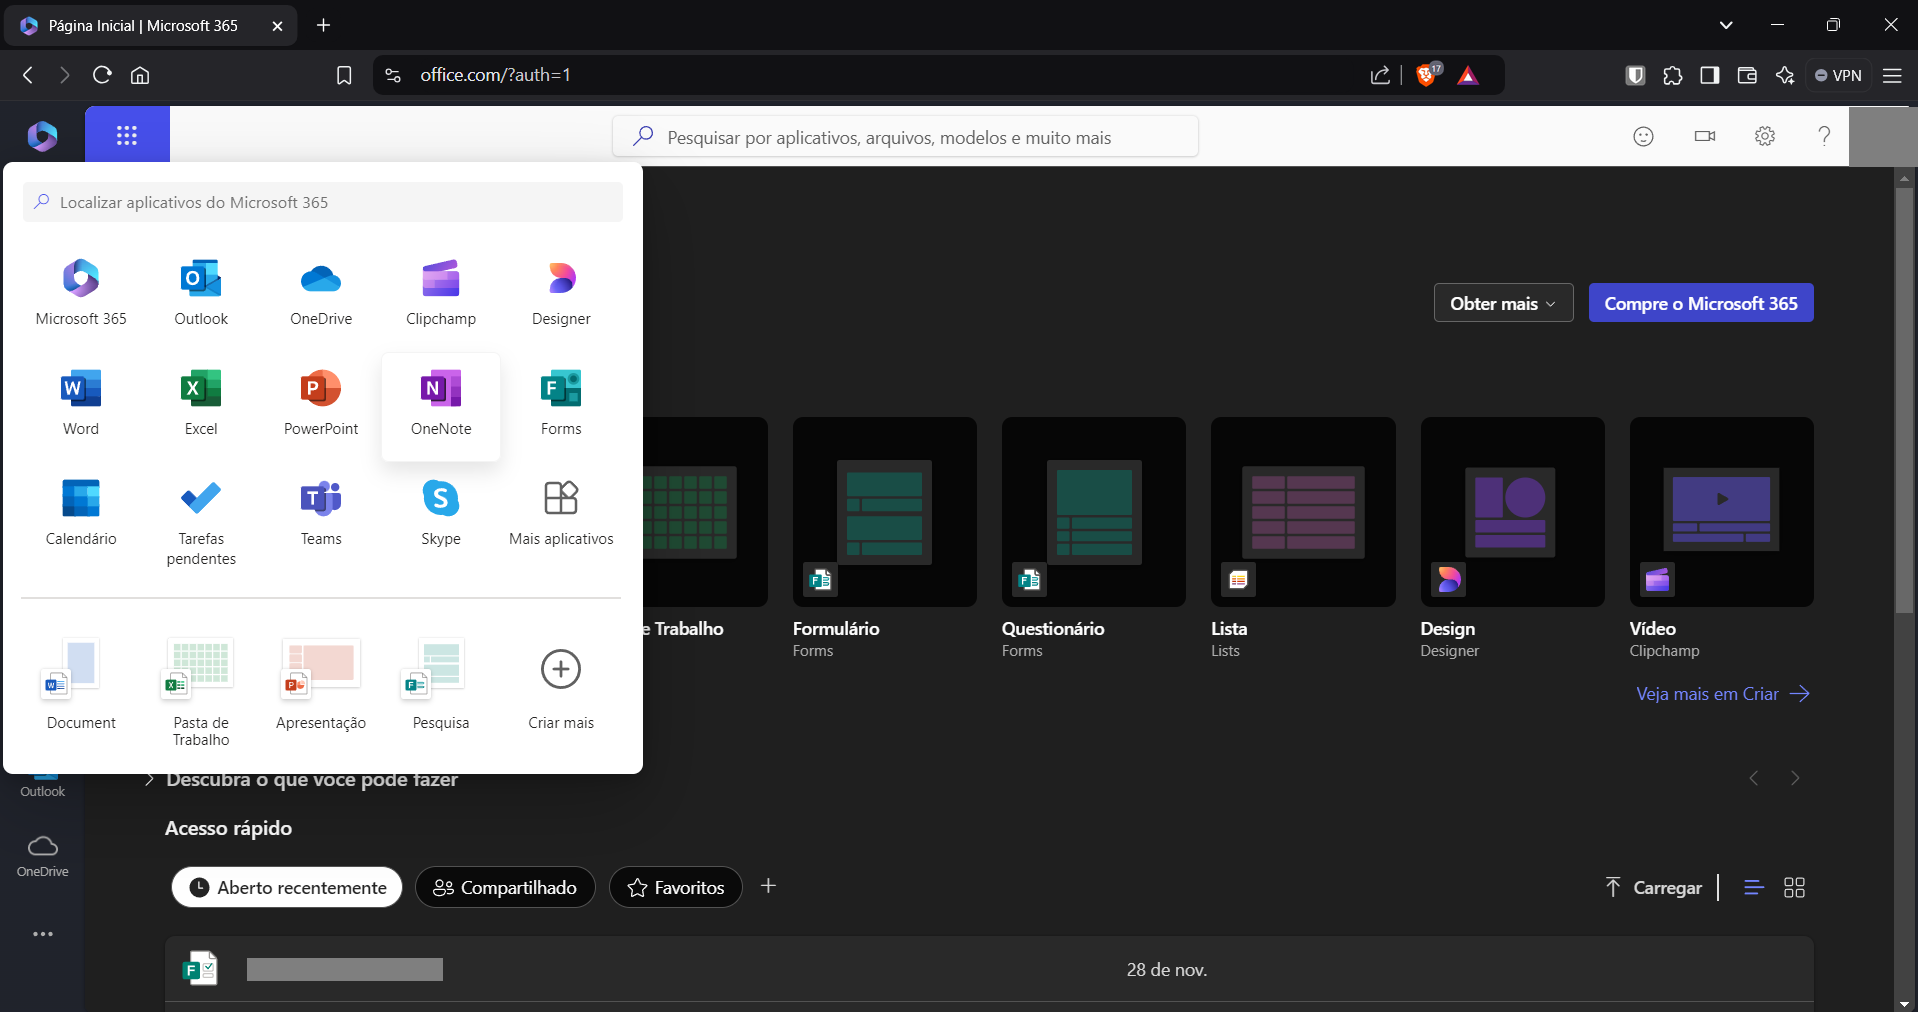 Página Inicial | Microsoft 365
office.com/?auth=1
17
VPN
Pesquisar por aplicativos, arquivos, modelos e muito mais
Localizar aplicativos do Microsoft 365
Microsoft 365
Outlook
OneDrive
Clipchamp
Designer
Obter mais
Compre o Microsoft 365
Word
Excel
PowerPoint
OneNote
Forms
Calendário
Tarefas
pendentes
Teams
Skype
Mais aplicativos
e Trabalho
Formulário
Forms
Questionário
Forms
Lista
Lists
Design
Designer
Vídeo
Clipchamp
Veja mais em Criar
Document
Pasta de
Trabalho
Apresentação
Pesquisa
Criar mais
Descubra o que você pode fazer
Outlook
Acesso rápido
OneDrive
Aberto recentemente
Compartilhado
Favoritos
Carregar
28 de nov.